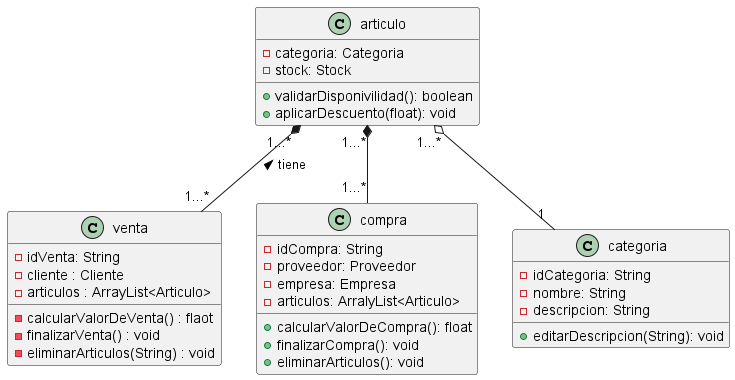 C articulo
categoria: Categoria
stock: Stock
validarDisponivilidad(): boolean
aplicarDescuento(float): void
1...*
1...*
1...*
tiene
1...*
1...*
1
C venta
idVenta: String
cliente : Cliente
articulos : ArrayList<Articulo>
calcularValorDeVenta() : flaot
finalizarVenta() : void
eliminarArticulos(String) : void
C compra
idCompra: String
proveedor: Proveedor
empresa: Empresa
articulos: ArralyList<Articulo>
calcularValorDeCompra(): float
finalizarCompra(): void
eliminarArticulos(): void
C categoria
idCategoria: String
nombre: String
descripcion: String
editarDescripcion(String): void